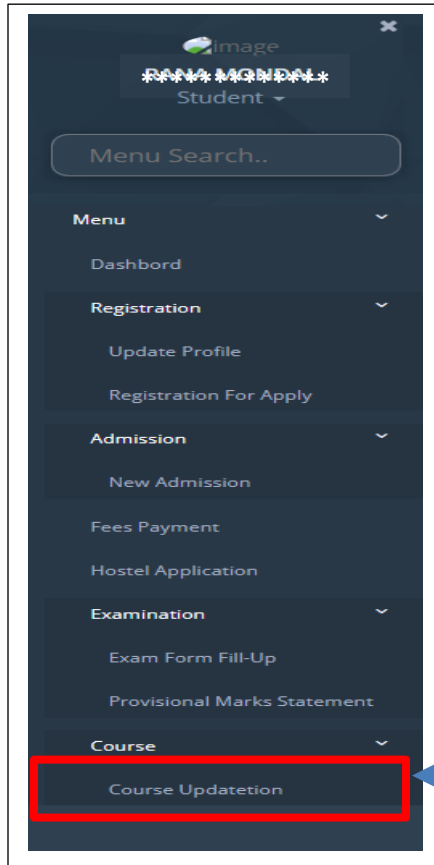 image
Student
Menu Search..
Menu
Dashbord
Registration
Update Profile
Registration For Apply
Admission
New Admission
Fees Payment
Hostel Application
Examination
Exam Form Fill-Up
Provisional Marks Statement
Course
Course Updatetion